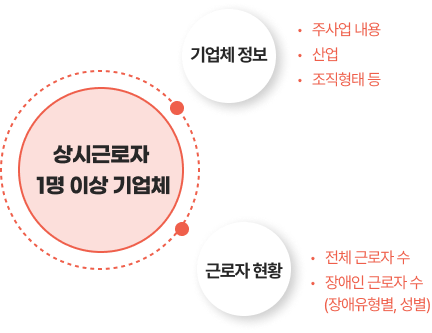 기업체 정보
• 주사업 내용
• 산업
• 조직형태 등
상시근로자
1명 이상 기업체
근로자 현황
• 전체 근로자 수
• 장애인 근로자 수
(장애유형별, 성별)